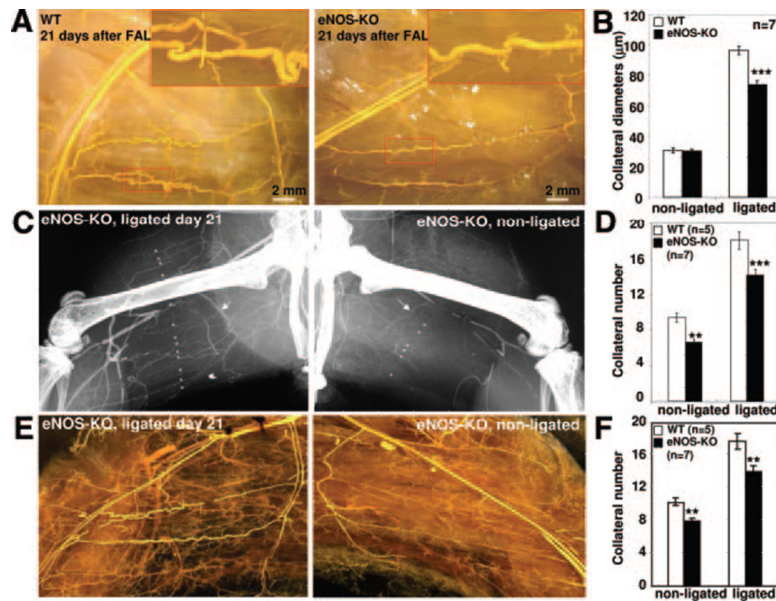 A
WT
21 days after FAL
2 mm
eNOS-KO
21 days after FAL
2 mm
B
WT
eNOS-KO
n=7
Collateral diameters (μm)
120
100
80
60
40
20
0
***
non-ligated
ligated
C
eNOS-KO, ligated day 21
eNOS-KO, non-ligated
D
WT (n=5)
eNOS-KO
(n=7)
Collateral number
20
16
12
8
4
0
**
***
non-ligated
ligated
E
eNOS-KO, ligated day 21
eNOS-KO, non-ligated
F
WT (n=5)
eNOS-KO
(n=7)
Collateral number
20
16
12
8
4
0
**
**
non-ligated
ligated